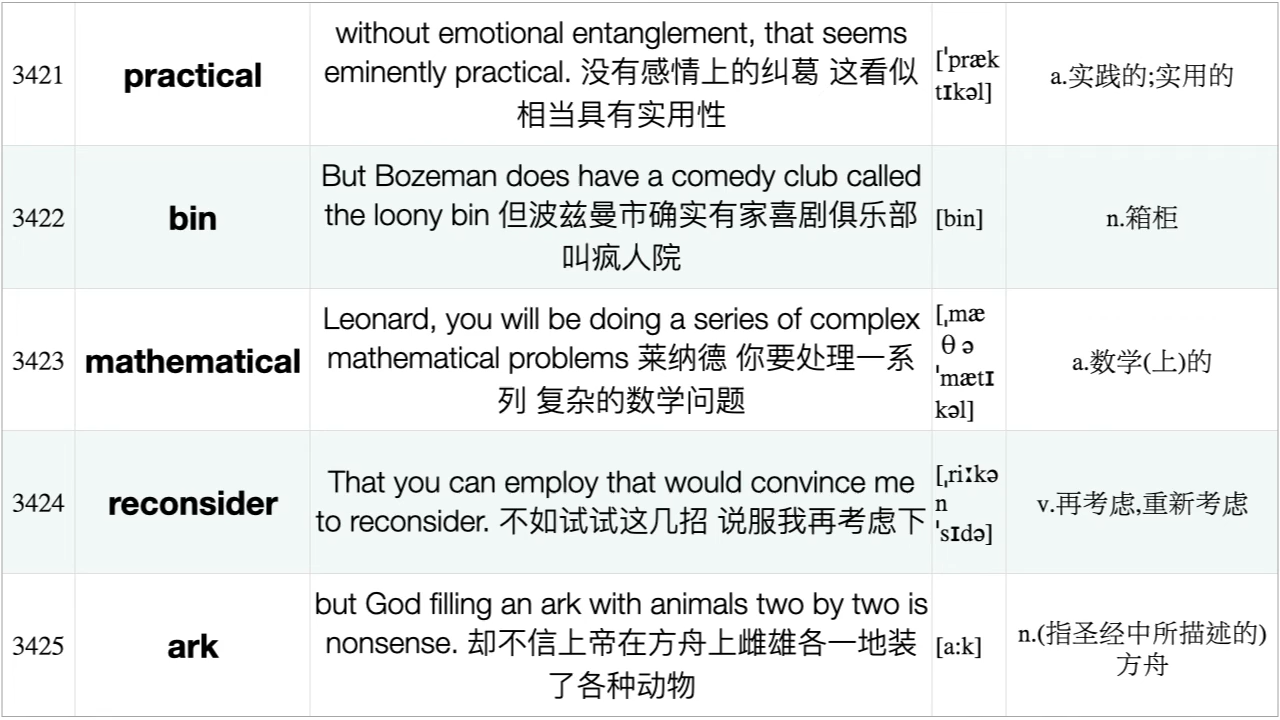 3421
practical
without emotional entanglement, that seems
eminently practical. 没有感情上的纠葛 这看似
相当具有实用性
[ˈpræk
tɪkəl]
a.实践的;实用的
3422
bin
But Bozeman does have a comedy club called
the loony bin 但波兹曼市确实有家喜剧俱乐部
叫疯人院
[bin]
n.箱柜
3423
mathematical
Leonard, you will be doing a series of complex
mathematical problems 莱纳德 你要处理一系
列 复杂的数学问题
[ˌmæ
θə
ˈmætɪ
kəl]
a.数学(上)的
3424
reconsider
That you can employ that would convince me
to reconsider. 不如试试这几招 说服我再考虑下
[ˌriːkə
n
ˈsɪdə]
v.再考虑,重新考虑
3425
ark
but God filling an ark with animals two by two is
nonsense. 却不信上帝在方舟上雌雄各一地装
了各种动物
[a:k]
n.(指圣经中所描述的)
方舟